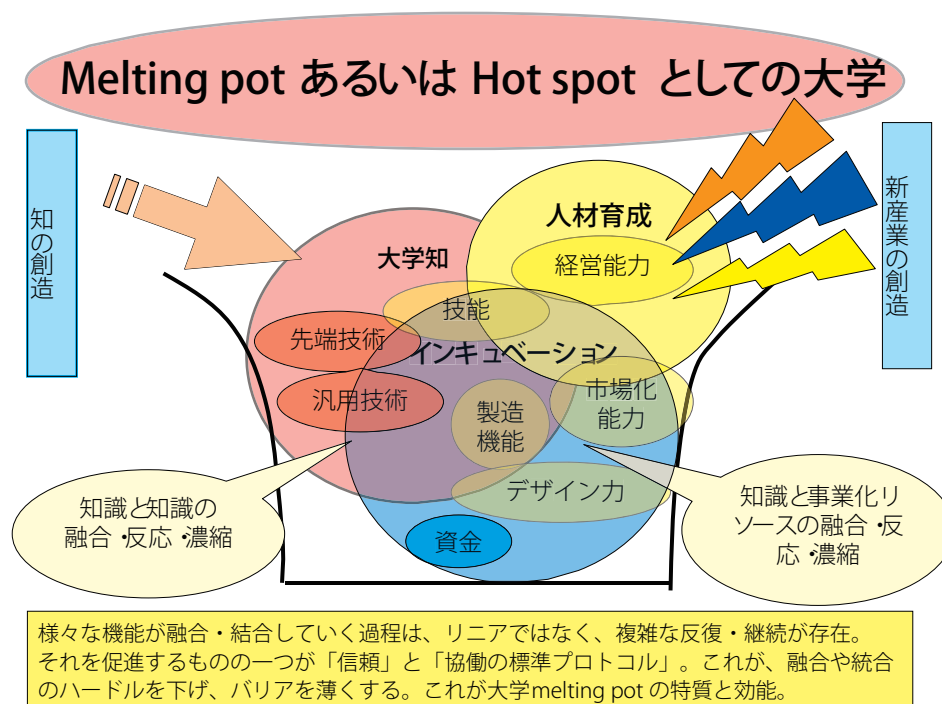 Melting pot あるいは Hot spot としての大学
知の創造
新産業の創造
人材育成
大学知
経営能力
技能
先端技術
インキュベーション
汎用技術
製造
機能
市場化
能力
デザイン力
資金
知識と知識の
融合・反応・濃縮
知識と事業化リ
ソースの融合・反
応・濃縮
様々な機能が融合・結合していく過程は、リニアではなく、複雑な反復・継続が存在。
それを促進するものの一つが「信頼」と「協働の標準プロトコル」。これが、融合や統合
のハードルを下げ、バリアを薄くする。これが大学melting pot の特質と効能。